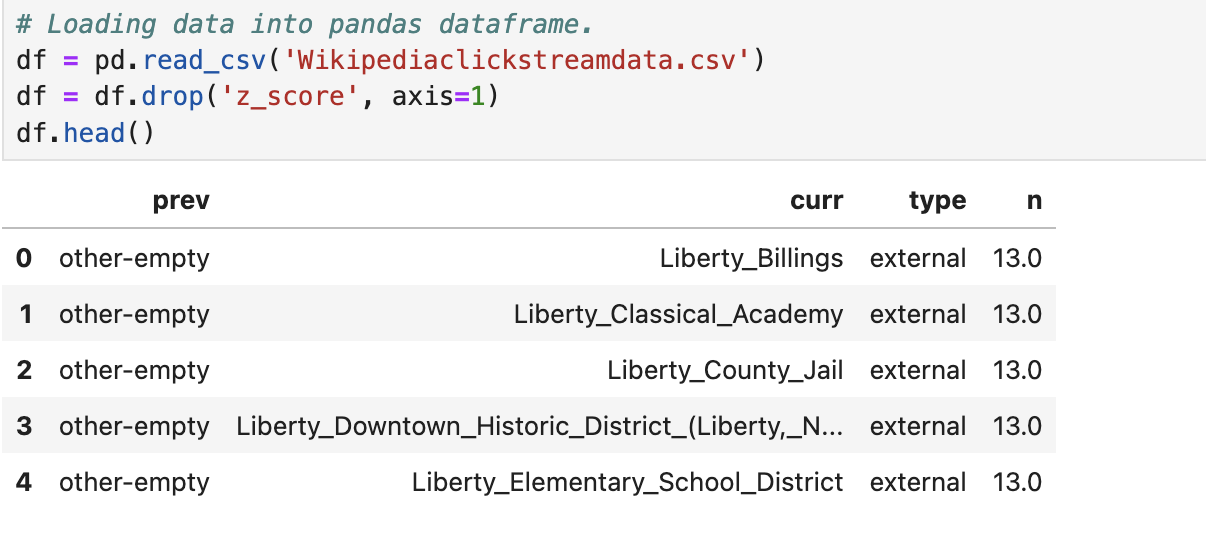 # Loading data into pandas dataframe.
df = pd.read_csv('Wikipediaclickstreamdata.csv')
df = df.drop('z_score', axis=1)
df.head()
prev curr type n
0 other-empty Liberty_Billings external 13.0
1 other-empty Liberty_Classical_Academy external 13.0
2 other-empty Liberty_County_Jail external 13.0
3 other-empty Liberty_Downtown_Historic_District_(Liberty,_N... external 13.0
4 other-empty Liberty_Elementary_School_District external 13.0